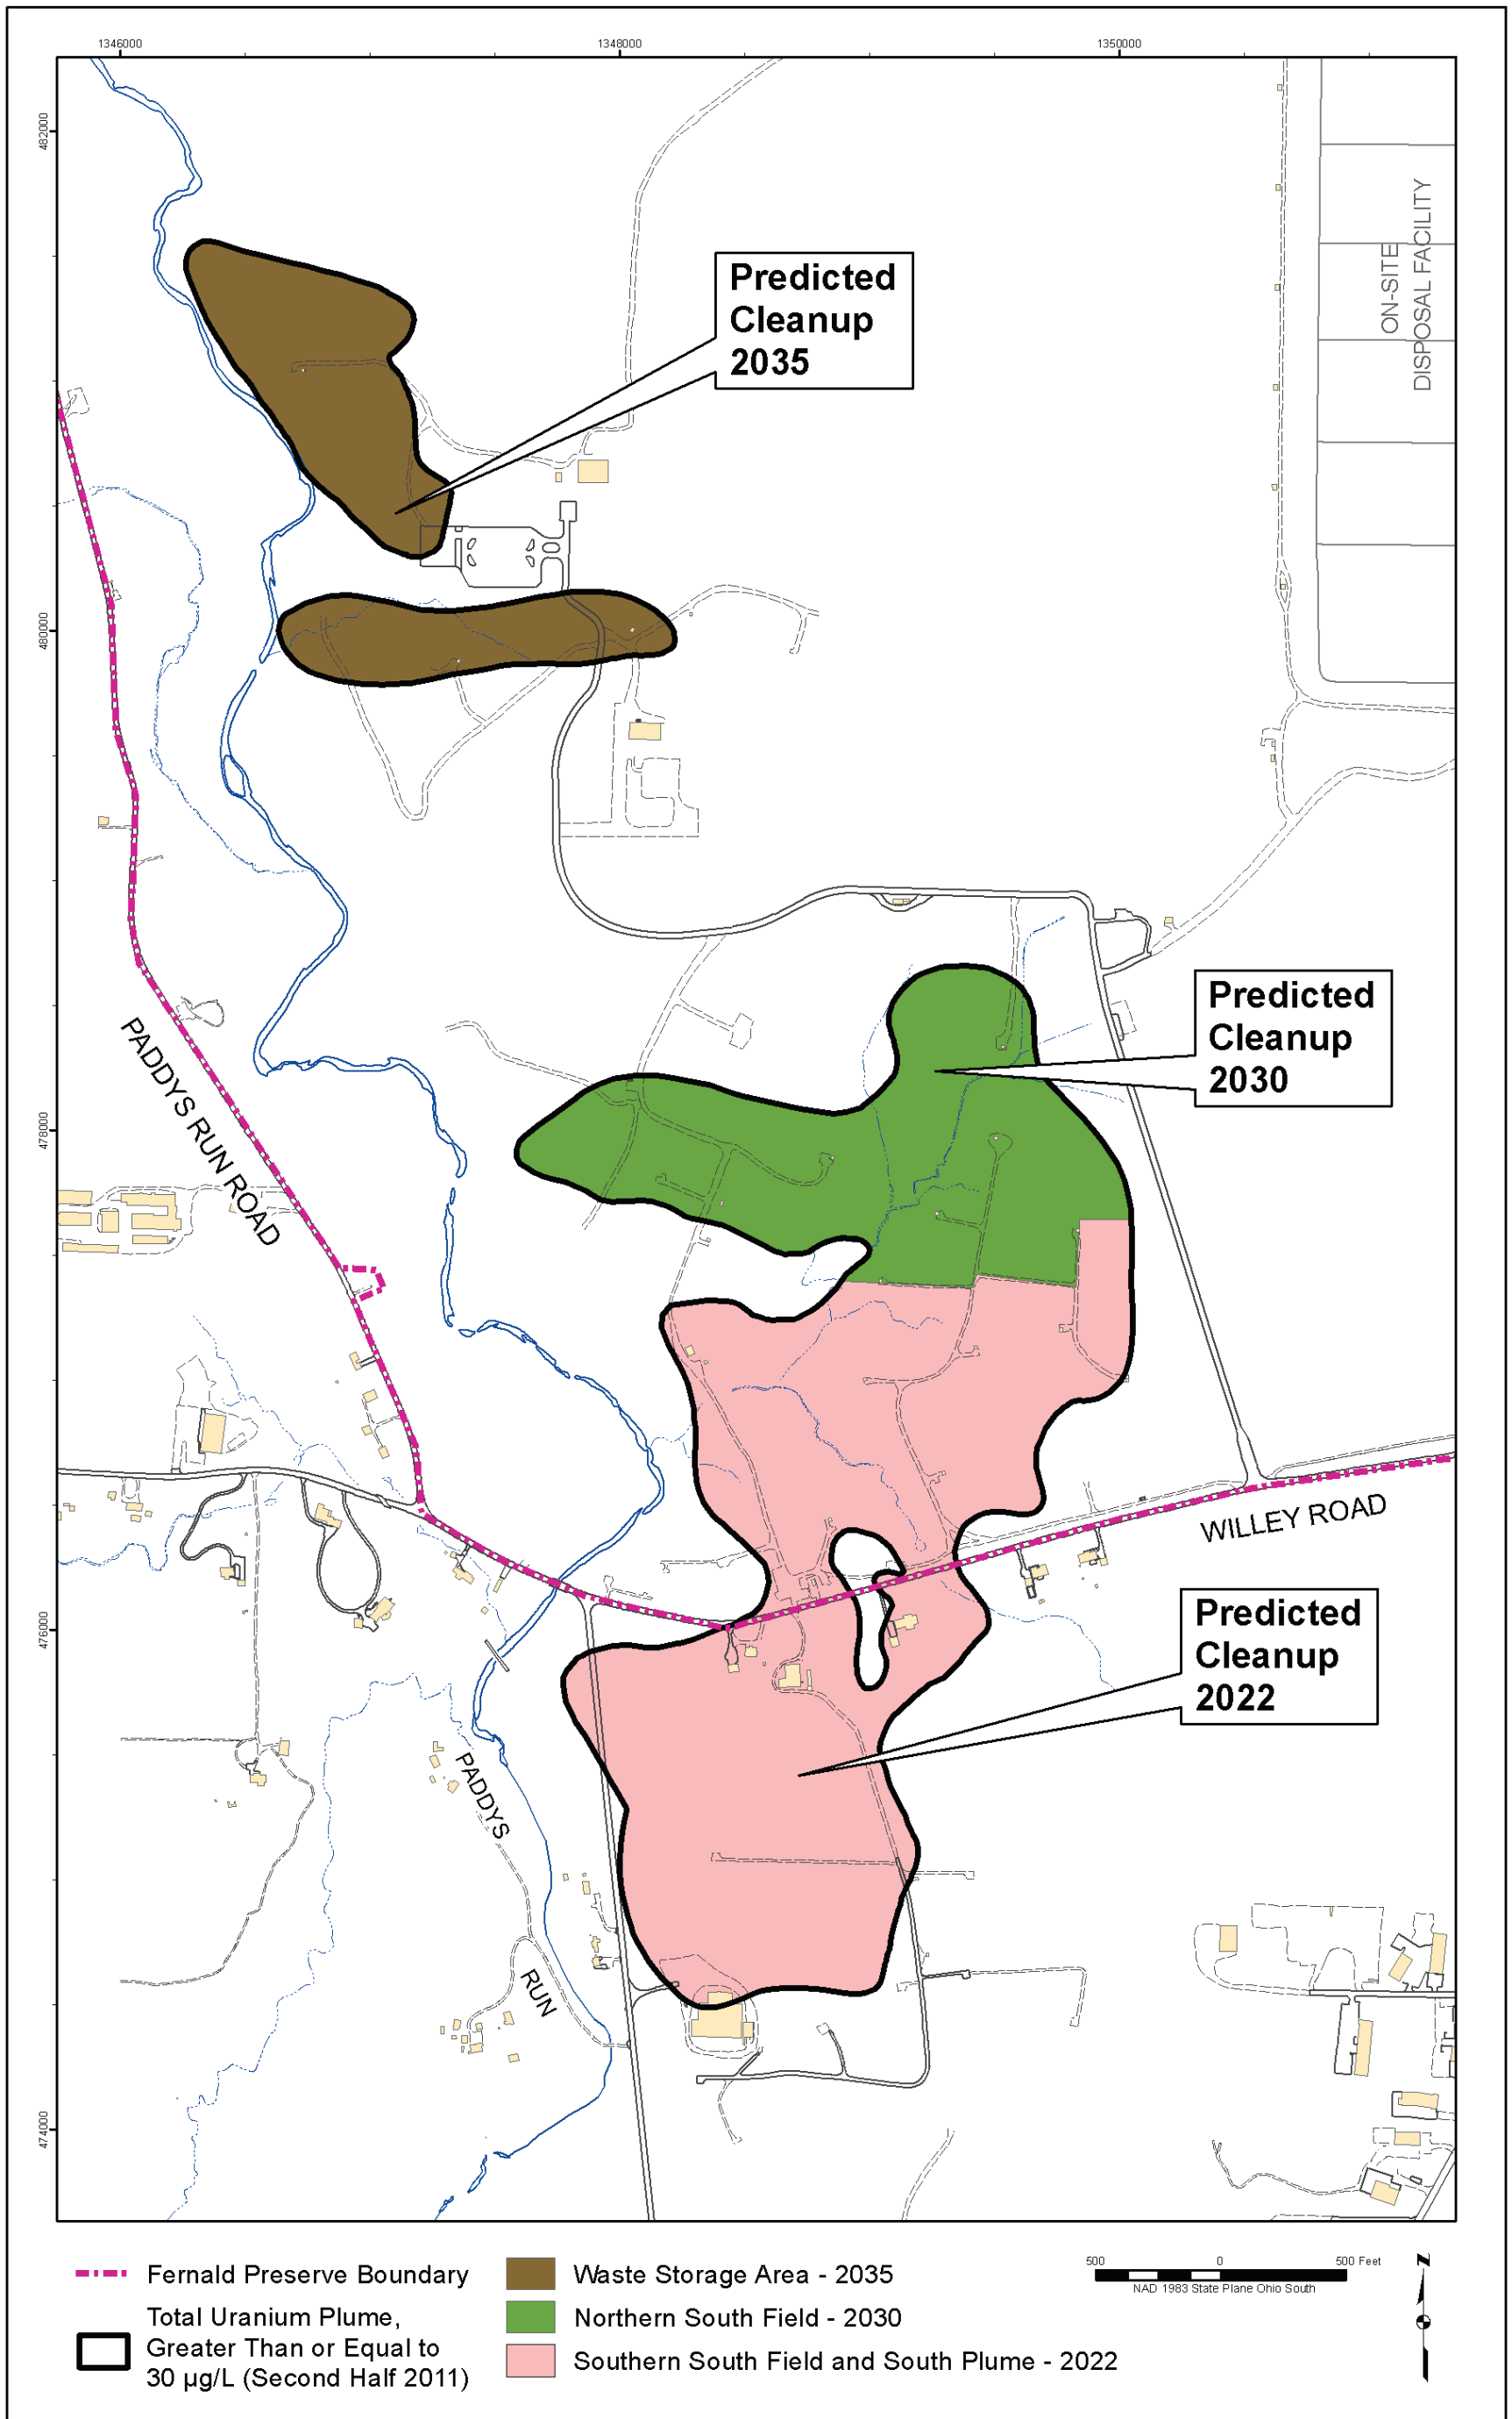 1346000
1348000
1350000
482000
480000
478000
476000
474000
ON-SITE
DISPOSAL FACILITY
Predicted
Cleanup
2035
Predicted
Cleanup
2030
PADDYS RUN ROAD
WILLEY ROAD
Predicted
Cleanup
2022
PADDYS
RUN
Fernald Preserve Boundary
Total Uranium Plume,
Greater Than or Equal to
30 µg/L (Second Half 2011)
Waste Storage Area - 2035
Northern South Field - 2030
Southern South Field and South Plume - 2022
500 0 500 Feet
NAD 1983 State Plane Ohio South
N